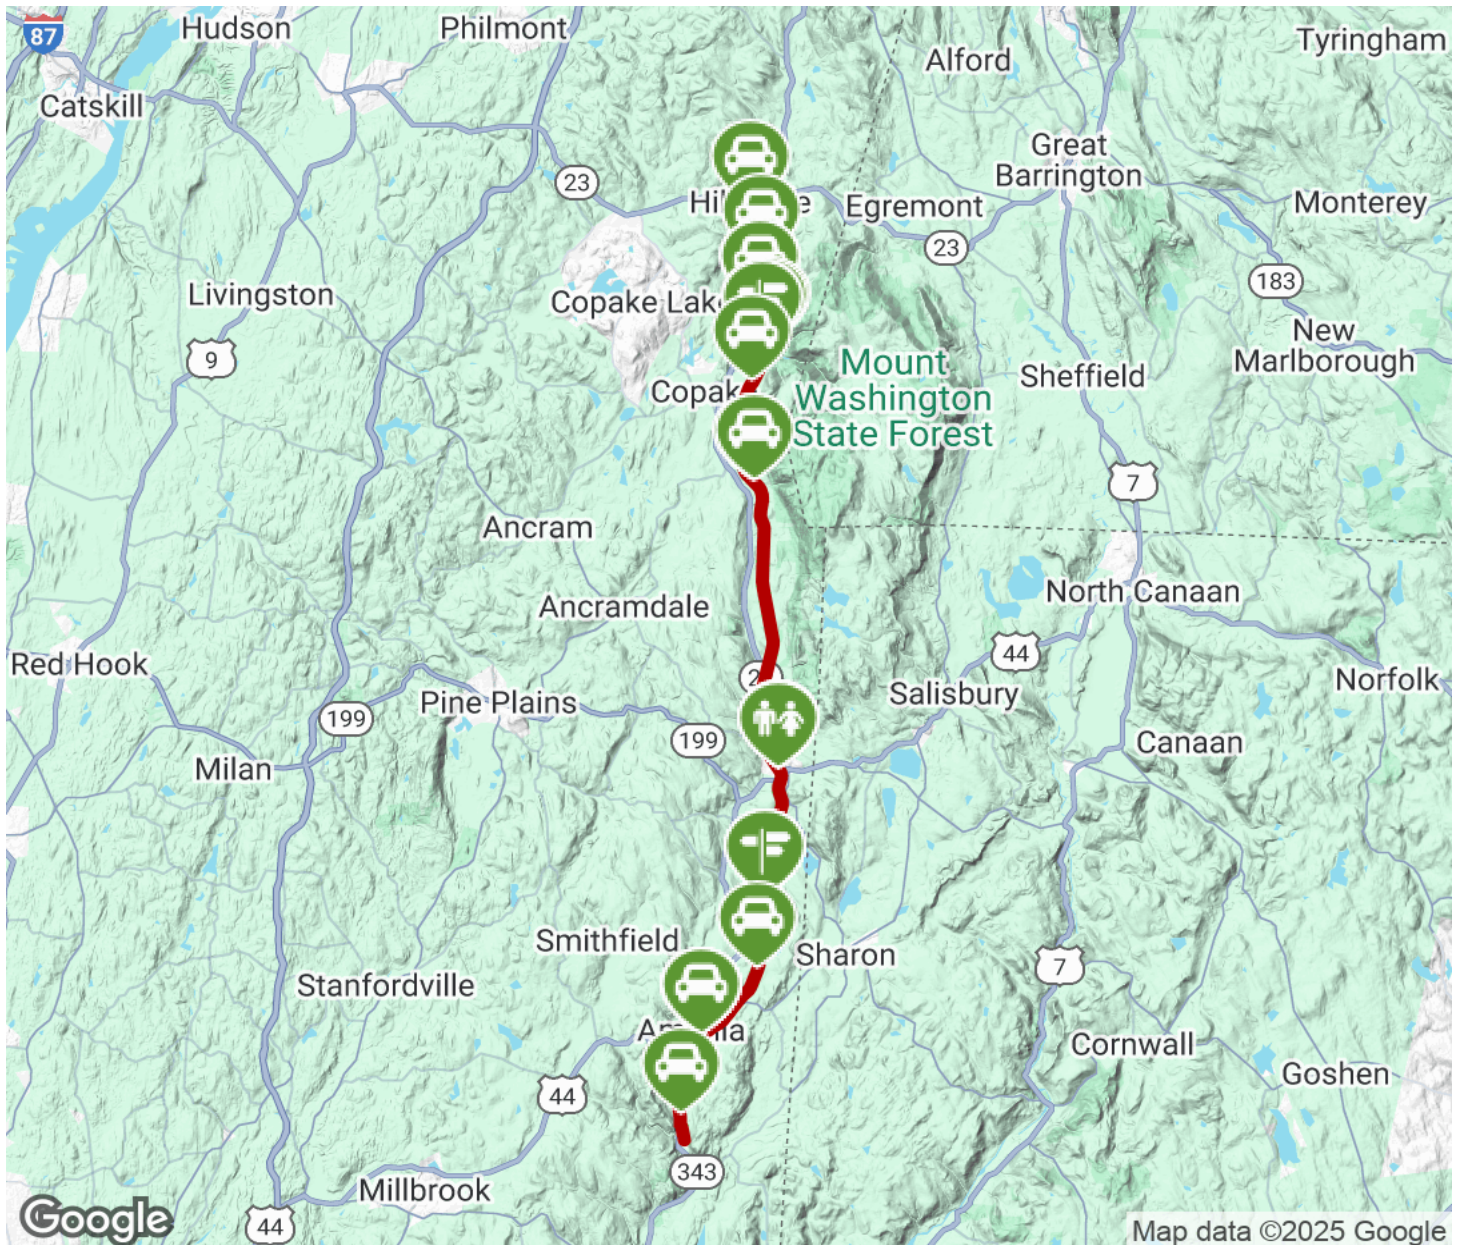 87
Hudson
Philmont
Tyringham
Alford
Catskill
Great
Barrington
23
Monterey
Egremont
23
183
Livingston
Copake Lak
New
Marlborough
9
Mount
Washington
State Forest
Sheffield
Copak
7
Ancram
North Canaan
Ancramdale
44
Red Hook
Salisbury
Norfolk
Pine Plains
199
199
Canaan
Milan
Smithfield
Sharon
7
Stanfordville
Cornwall
Goshen
44
343
Millbrook
44
Google
Map data ©2025 Google